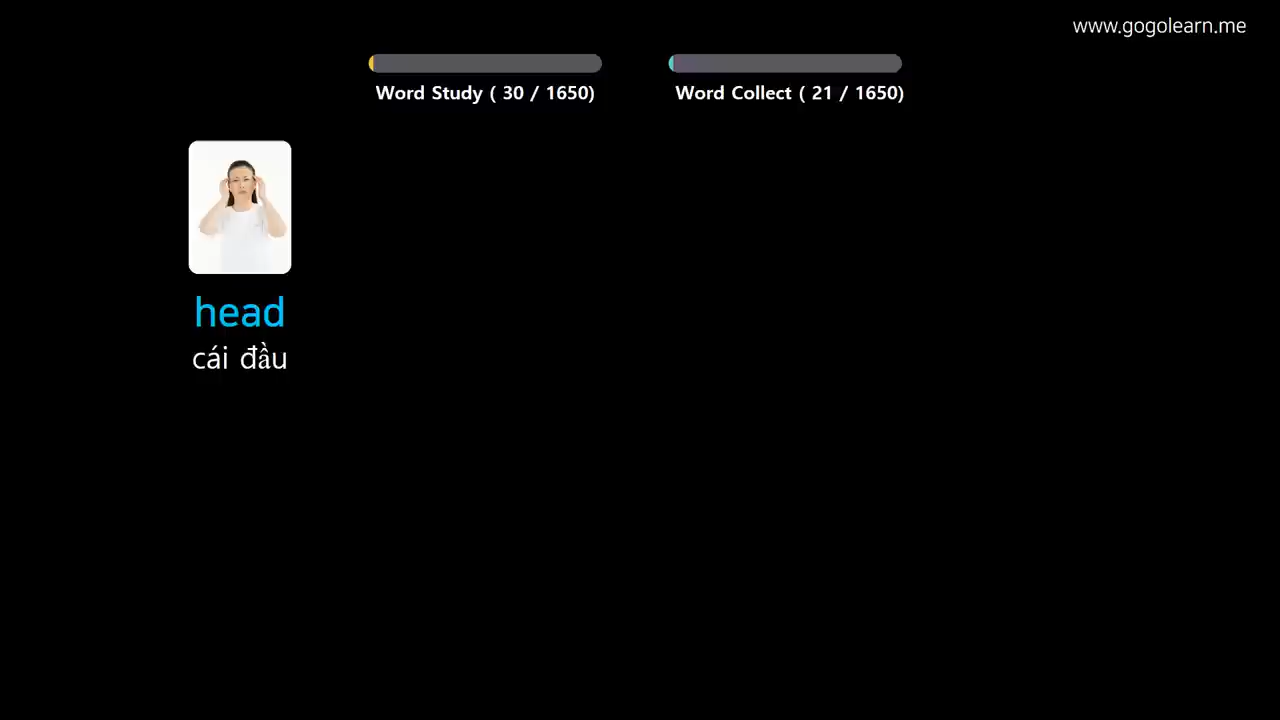 www.gogolearn.me
Word Study ( 30 / 1650)
Word Collect ( 21 / 1650)
head
cái đầu